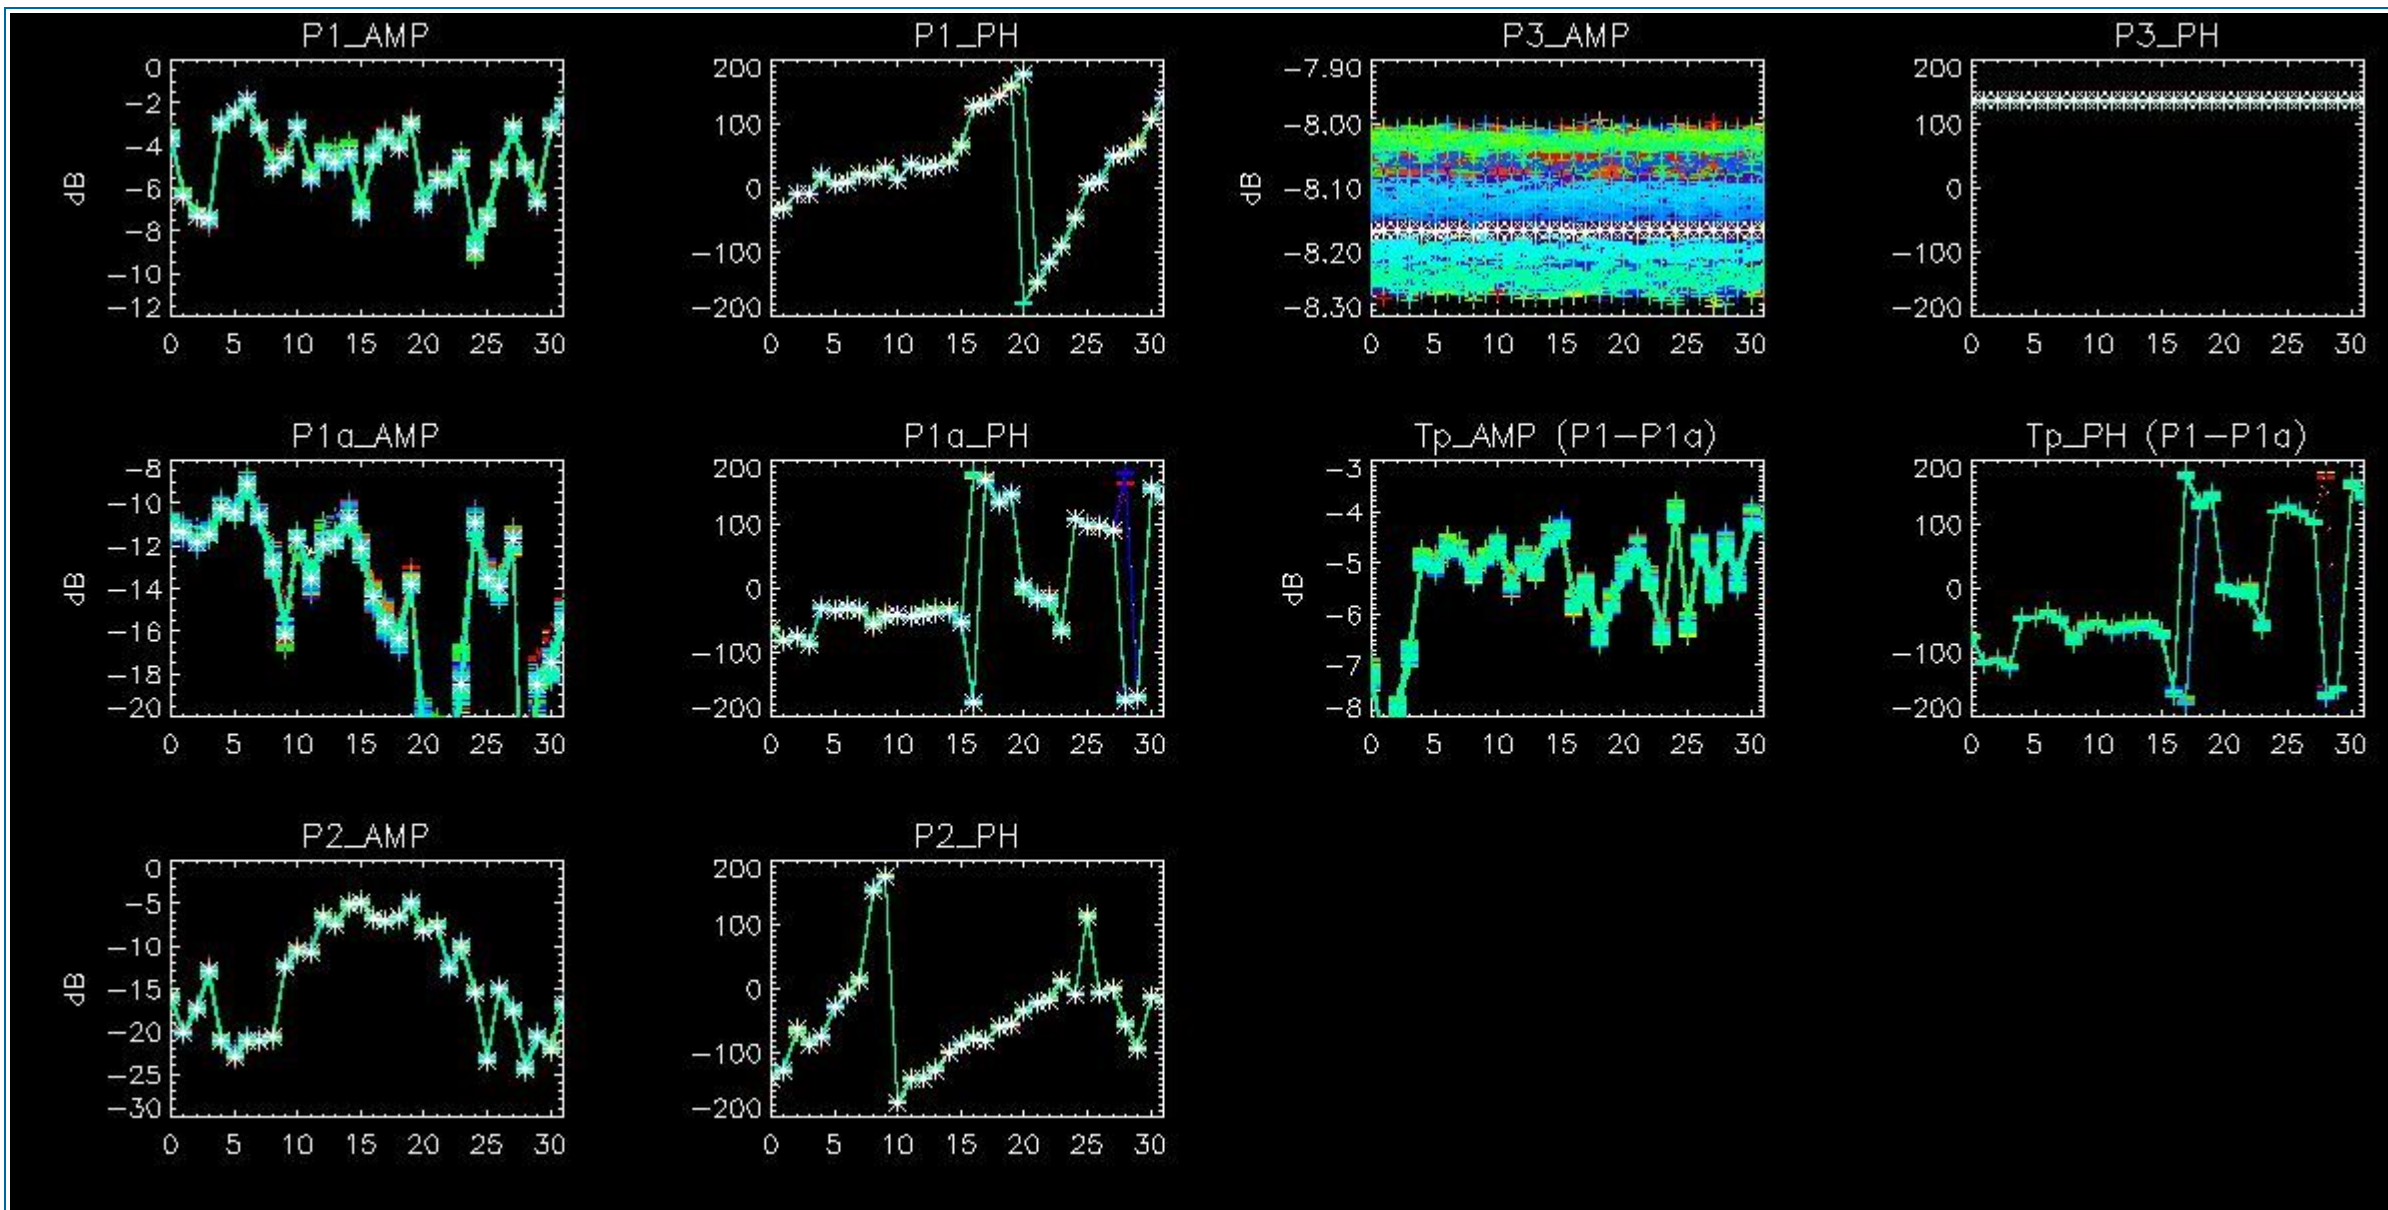 P1_AMP
0
−2
−4
−6
−8
−10
−12
dB
0 5 10 15 20 25 30
P1_PH
200
100
0
−100
−200
0 5 10 15 20 25 30
P3_AMP
−7.90
−8.00
−8.10
−8.20
−8.30
dB
0 5 10 15 20 25 30
P3_PH
200
100
0
−100
−200
0 5 10 15 20 25 30
P1a_AMP
−8
−10
−12
−14
−16
−18
−20
dB
0 5 10 15 20 25 30
P1a_PH
200
100
0
−100
−200
0 5 10 15 20 25 30
Tp_AMP (P1−P1a)
−3
−4
−5
−6
−7
−8
dB
0 5 10 15 20 25 30
Tp_PH (P1−P1a)
200
100
0
−100
−200
0 5 10 15 20 25 30
P2_AMP
0
−5
−10
−15
−20
−25
−30
dB
0 5 10 15 20 25 30
P2_PH
200
100
0
−100
−200
0 5 10 15 20 25 30